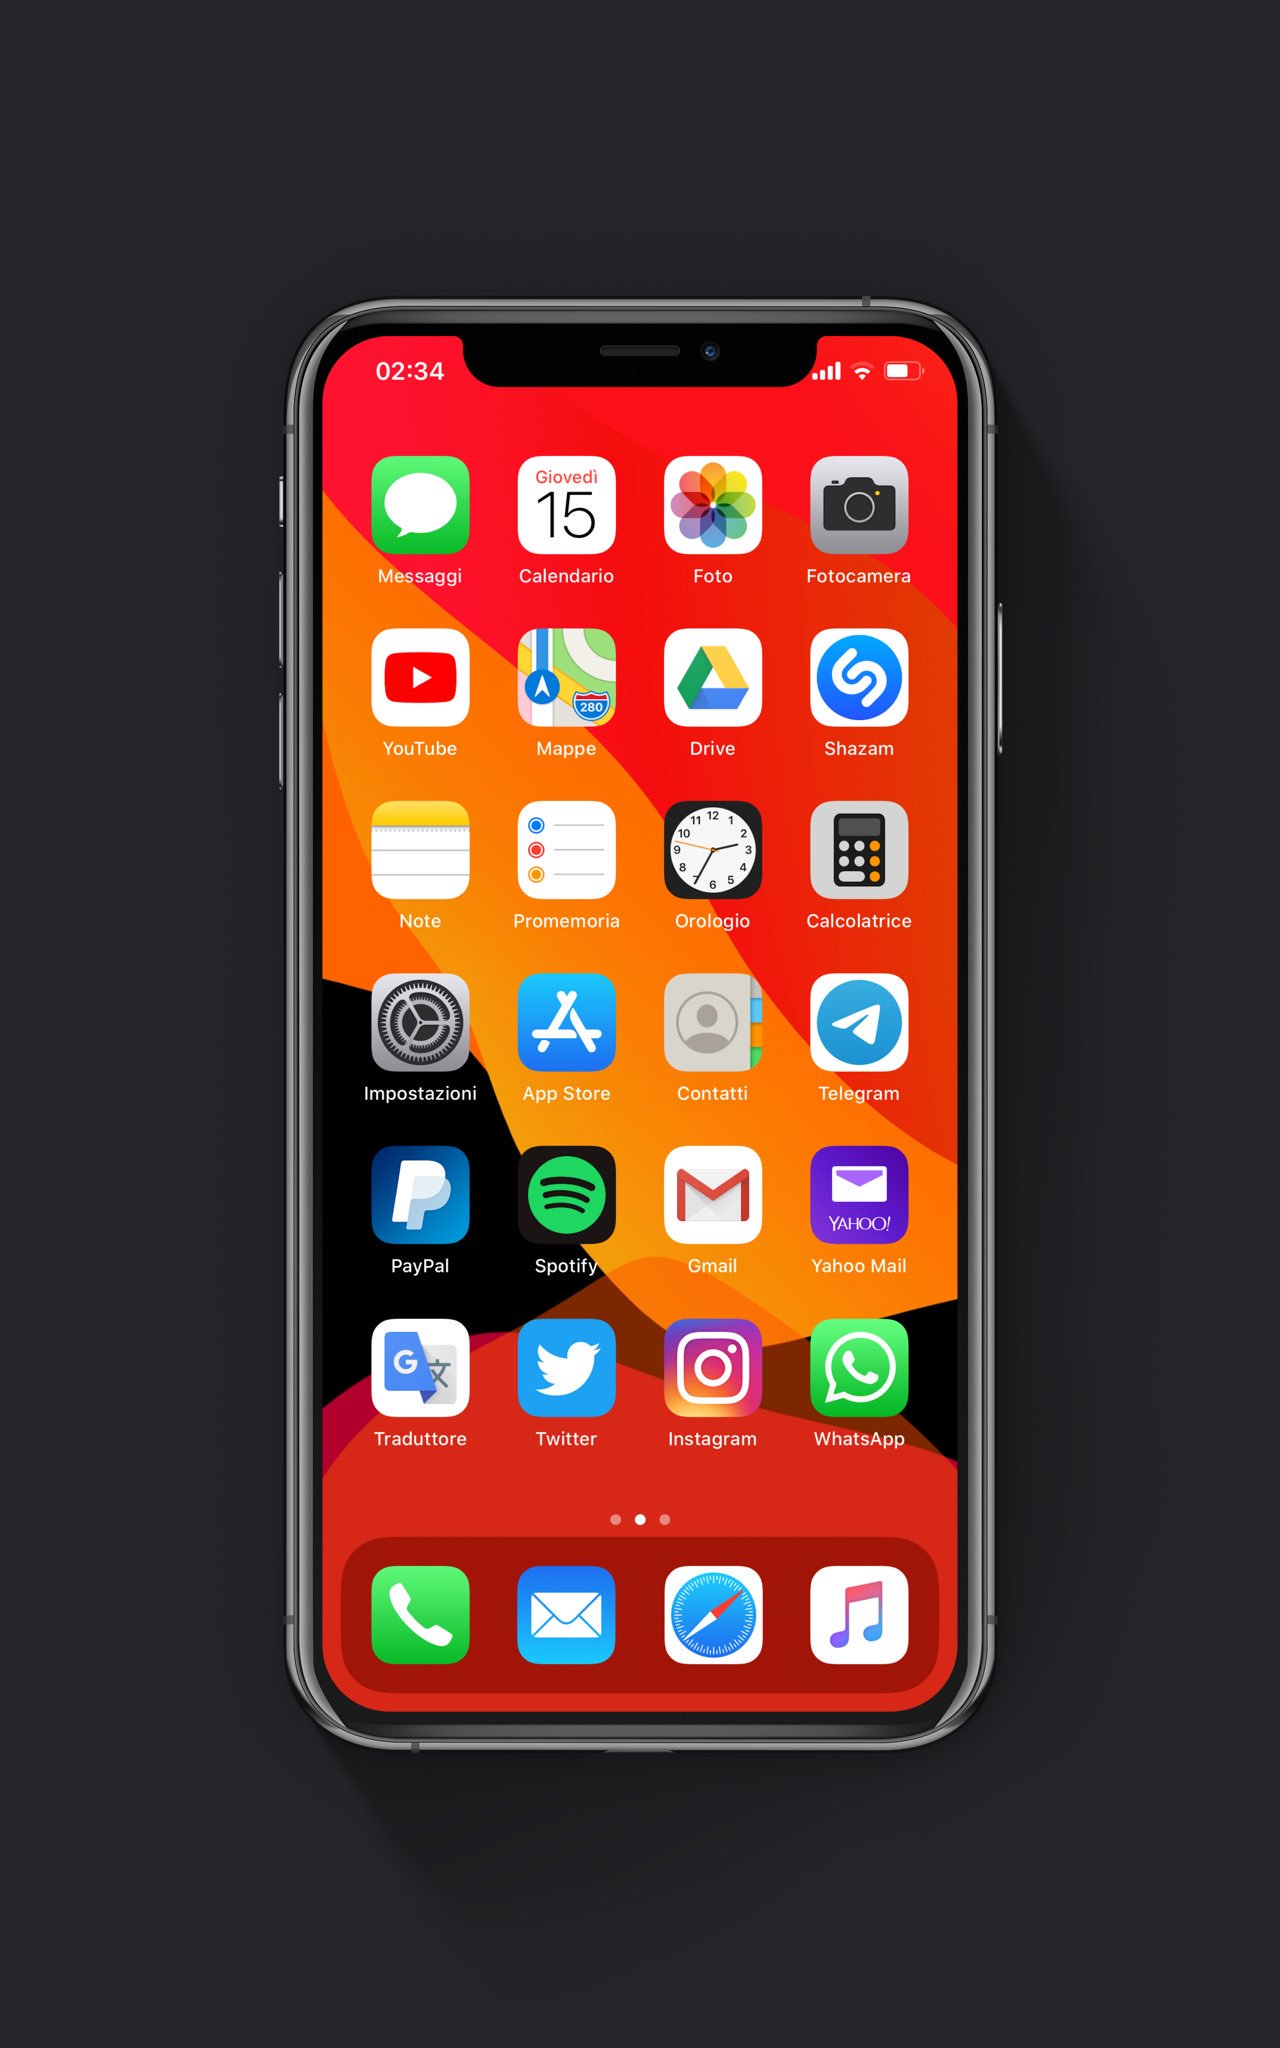 02:34
Giovedì
15
Messaggi
Calendario
Foto
Fotocamera
280
YouTube
Mappe
Drive
Shazam
12
11 1
10 2
9 3
8 4
7 5
6
Note
Promemoria
Orologio
Calcolatrice
Impostazioni
App Store
Contatti
Telegram
YAHOO!
PayPal
Spotify
Gmail
Yahoo Mail
G 文
Traduttore
Twitter
Instagram
WhatsApp